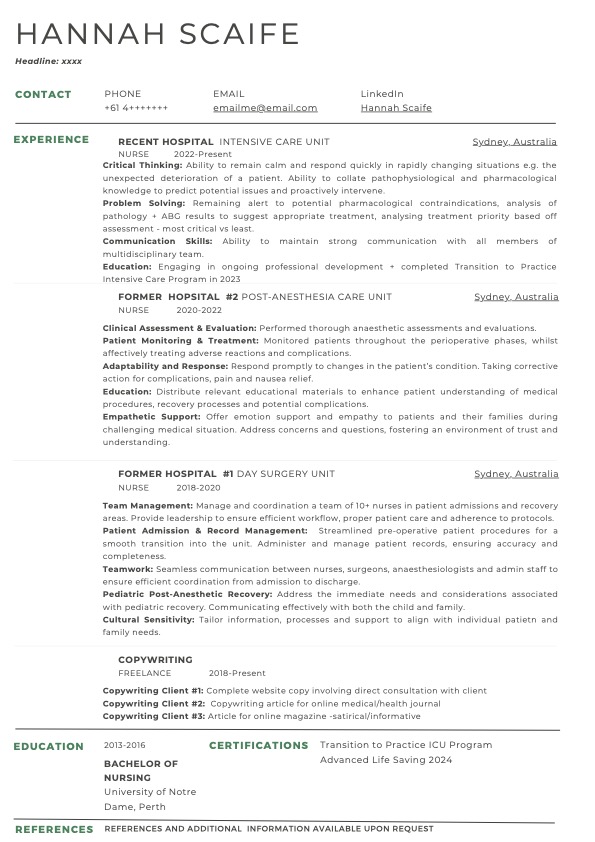 HANNAH SCAIFE
Headline: xxxx
CONTACT
PHONE
EMAIL
LinkedIn
+61 4+++++++
emailme@email.com
Hannah Scaife
EXPERIENCE
RECENT HOSPITAL INTENSIVE CARE UNIT
Sydney, Australia
NURSE 2022-Present
Critical Thinking: Ability to remain calm and respond quickly in rapidly changing situations e.g. the
unexpected deterioration of a patient. Ability to collate pathophysiological and pharmacological
knowledge to predict potential issues and proactively intervene.
Problem Solving: Remaining alert to potential pharmacological contraindications, analysis of
pathology + ABG results to suggest appropriate treatment, analysing treatment priority based off
assessment - most critical vs least.
Communication Skills: Ability to maintain strong communication with all members of
multidisciplinary team.
Education: Engaging in ongoing professional development + completed Transition to Practice
Intensive Care Program in 2023
FORMER HOPSITAL #2 POST-ANESTHESIA CARE UNIT
Sydney, Australia
NURSE 2020-2022
Clinical Assessment & Evaluation: Performed thorough anaesthetic assessments and evaluations.
Patient Monitoring & Treatment: Monitored patients throughout the perioperative phases, whilst
affectively treating adverse reactions and complications.
Adaptability and Response: Respond promptly to changes in the patient's condition. Taking corrective
action for complications, pain and nausea relief.
Education: Distribute relevant educational materials to enhance patient understanding of medical
procedures, recovery processes and potential complications.
Empathetic Support: Offer emotion support and empathy to patients and their families during
challenging medical situation. Address concerns and questions, fostering an environment of trust and
understanding.
FORMER HOSPITAL #1 DAY SURGERY UNIT
Sydney, Australia
NURSE 2018-2020
Team Management: Manage and coordination a team of 10+ nurses in patient admissions and recovery
areas. Provide leadership to ensure efficient workflow, proper patient care and adherence to protocols.
Patient Admission & Record Management: Streamlined pre-operative patient procedures for a
smooth transition into the unit. Administer and manage patient records, ensuring accuracy and
completeness.
Teamwork: Seamless communication between nurses, surgeons, anaesthesiologists and admin staff to
ensure efficient coordination from admission to discharge.
Pediatric Post-Anesthetic Recovery: Address the immediate needs and considerations associated
with pediatric recovery. Communicating effectively with both the child and family.
Cultural Sensitivity: Tailor information, processes and support to align with individual patietn and
family needs.
COPYWRITING
FREELANCE 2018-Present
Copywriting Client #1: Complete website copy involving direct consultation with client
Copywriting Client #2: Copywriting article for online medical/health journal
Copywriting Client #3: Article for online magazine -satirical/informative
EDUCATION
2013-2016
BACHELOR OF
NURSING
University of Notre
Dame, Perth
CERTIFICATIONS
Transition to Practice ICU Program
Advanced Life Saving 2024
REFERENCES
REFERENCES AND ADDITIONAL INFORMATION AVAILABLE UPON REQUEST